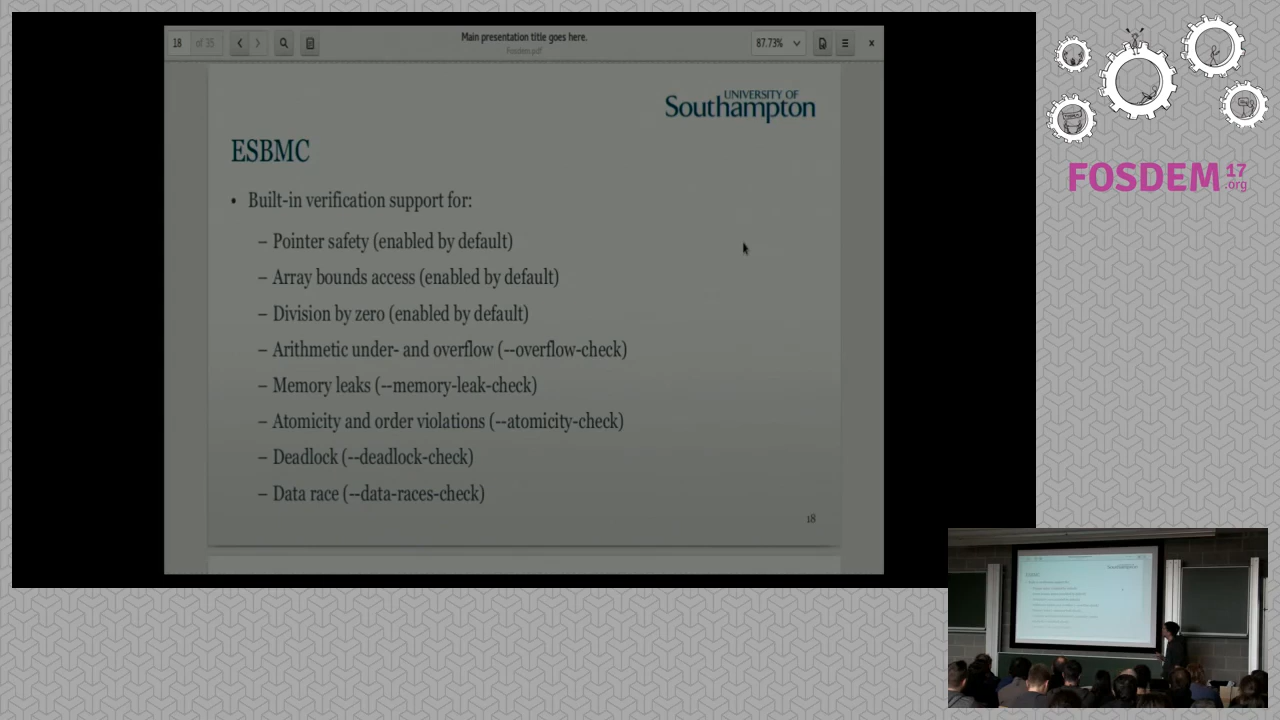 18 of 35
Main presentation title goes here.
Fosdem.pdf
87.73%
UNIVERSITY OF
Southampton
ESBMC
• Built-in verification support for:
– Pointer safety (enabled by default)
– Array bounds access (enabled by default)
– Division by zero (enabled by default)
– Arithmetic under- and overflow (--overflow-check)
– Memory leaks (--memory-leak-check)
– Atomicity and order violations (--atomicity-check)
– Deadlock (--deadlock-check)
– Data race (--data-races-check)
18
FOSDEM 17
.org